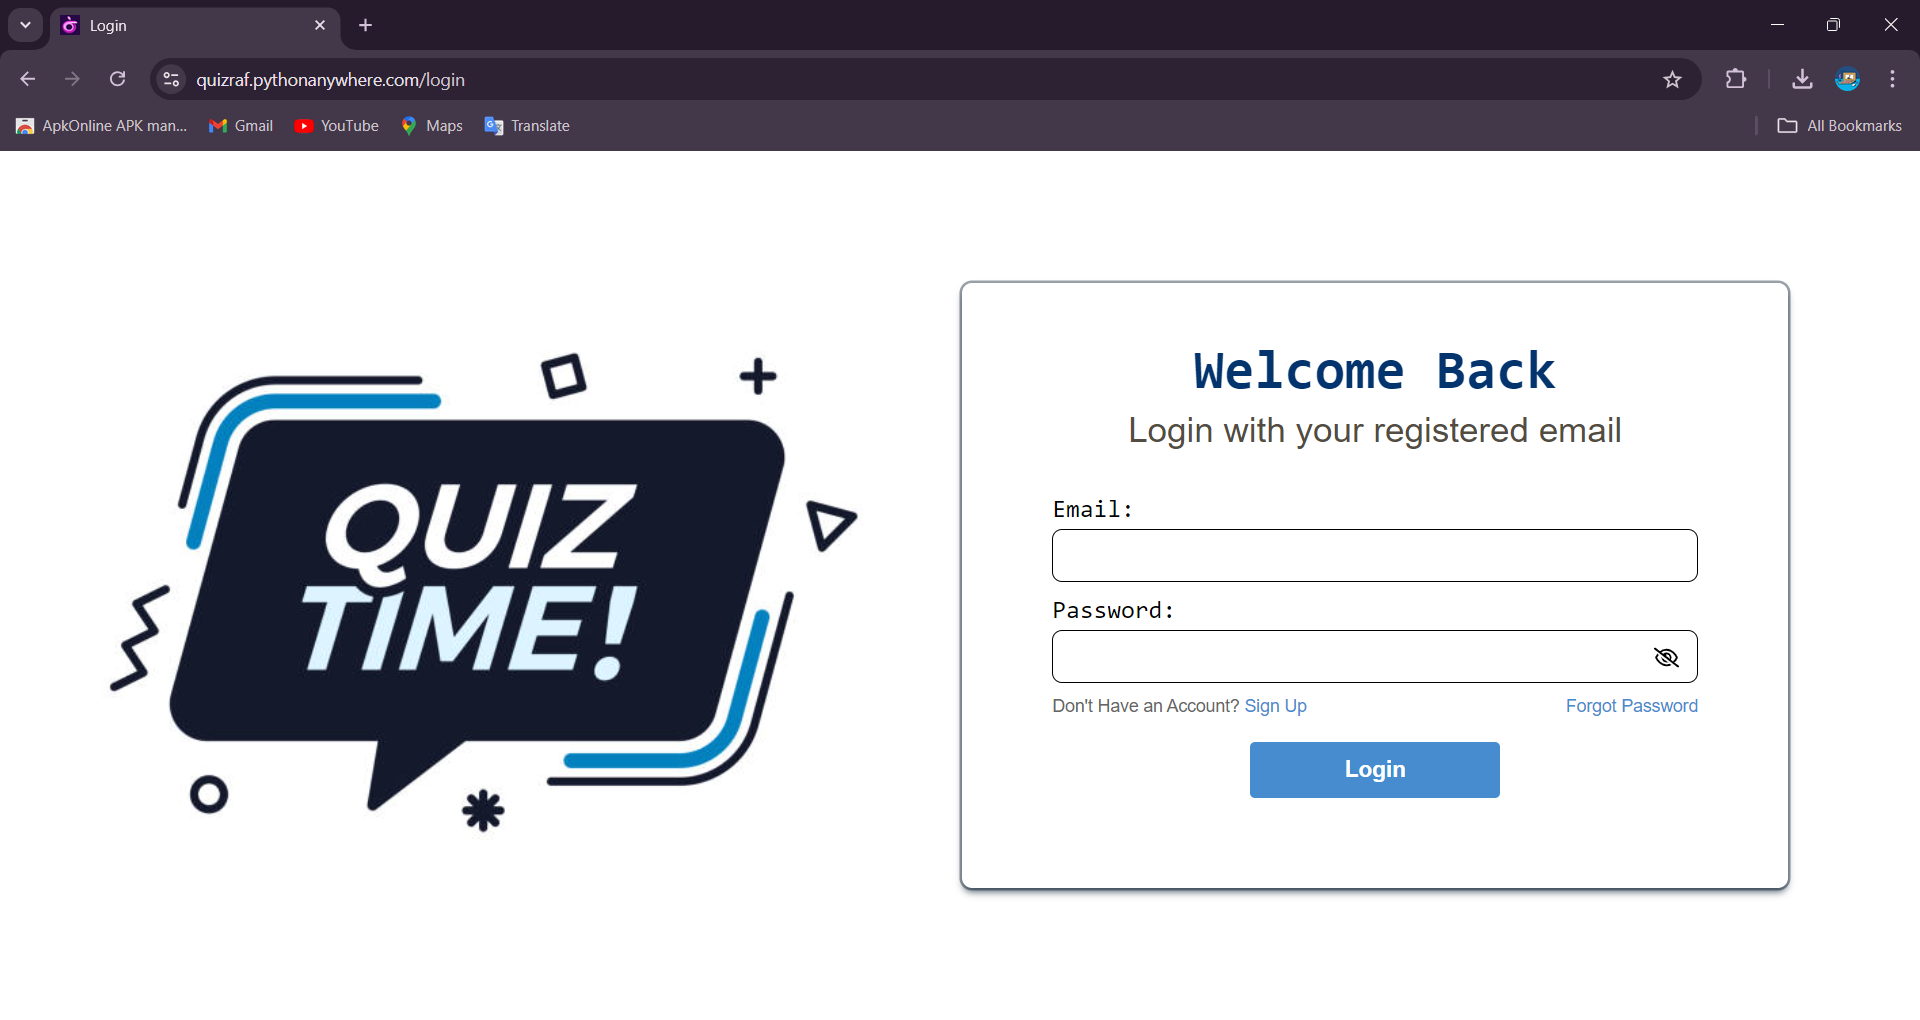 Login
quizraf.pythonanywhere.com/login
ApkOnline APK man... Gmail YouTube Maps Translate All Bookmarks
QUIZ
TIME!
Welcome Back
Login with your registered email
Email:
Password:
Don't Have an Account? Sign Up Forgot Password
Login